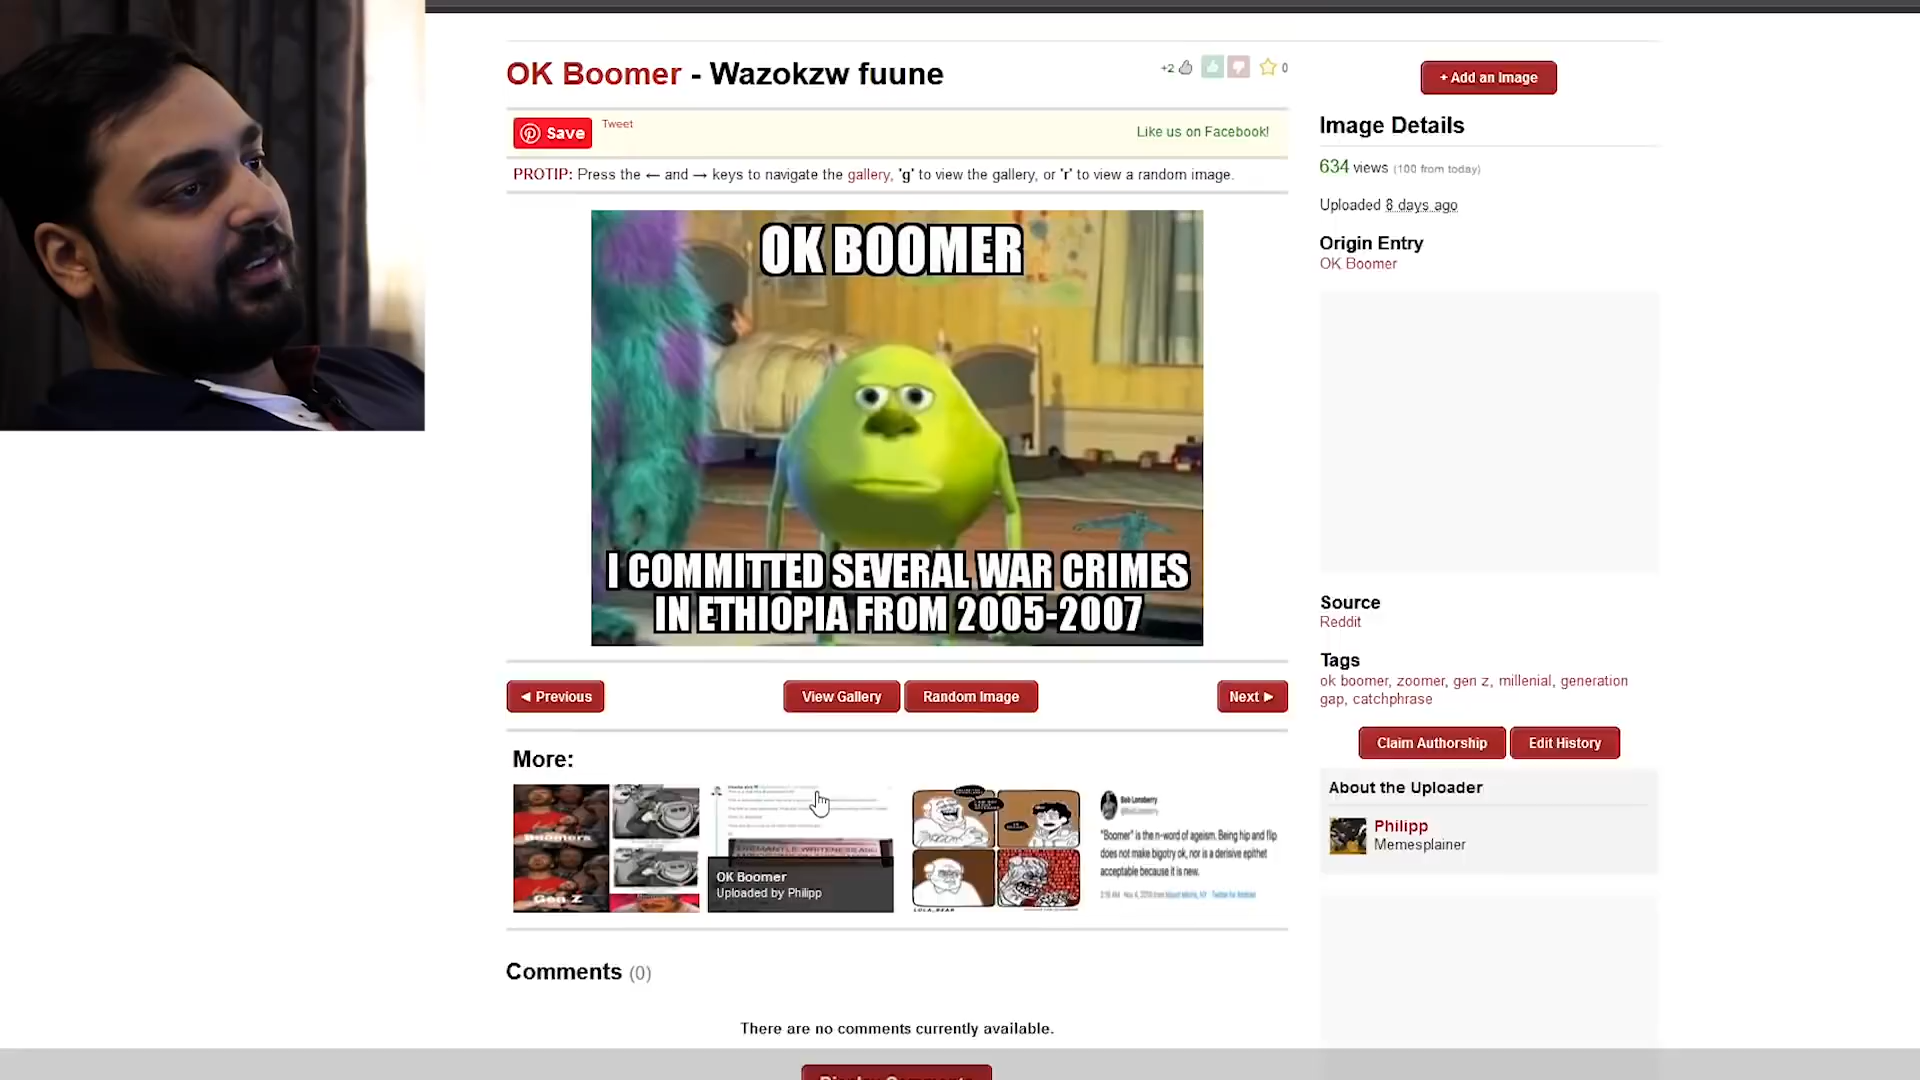 OK Boomer - Wazokzw fuune
+2
0
Save
Tweet
Like us on Facebook!
PROTIP: Press the ← and → keys to navigate the gallery, 'g' to view the gallery, or 'r' to view a random image.
OK BOOMER
I COMMITTED SEVERAL WAR CRIMES
IN ETHIOPIA FROM 2005-2007
◄ Previous
View Gallery
Random Image
Next ►
More:
Boomers
Gen Z
OK Boomer
Uploaded by Philipp
Bob Lonsberry
"Boomer" is the n-word of ageism. Being hip and flip
does not make bigotry ok, nor is a derisive epithet
acceptable because it is new.
Comments (0)
There are no comments currently available.
+ Add an Image
Image Details
634 views (100 from today)
Uploaded 8 days ago
Origin Entry
OK Boomer
Source
Reddit
Tags
ok boomer, zoomer, gen z, millenial, generation
gap, catchphrase
Claim Authorship
Edit History
About the Uploader
Philipp
Memesplainer